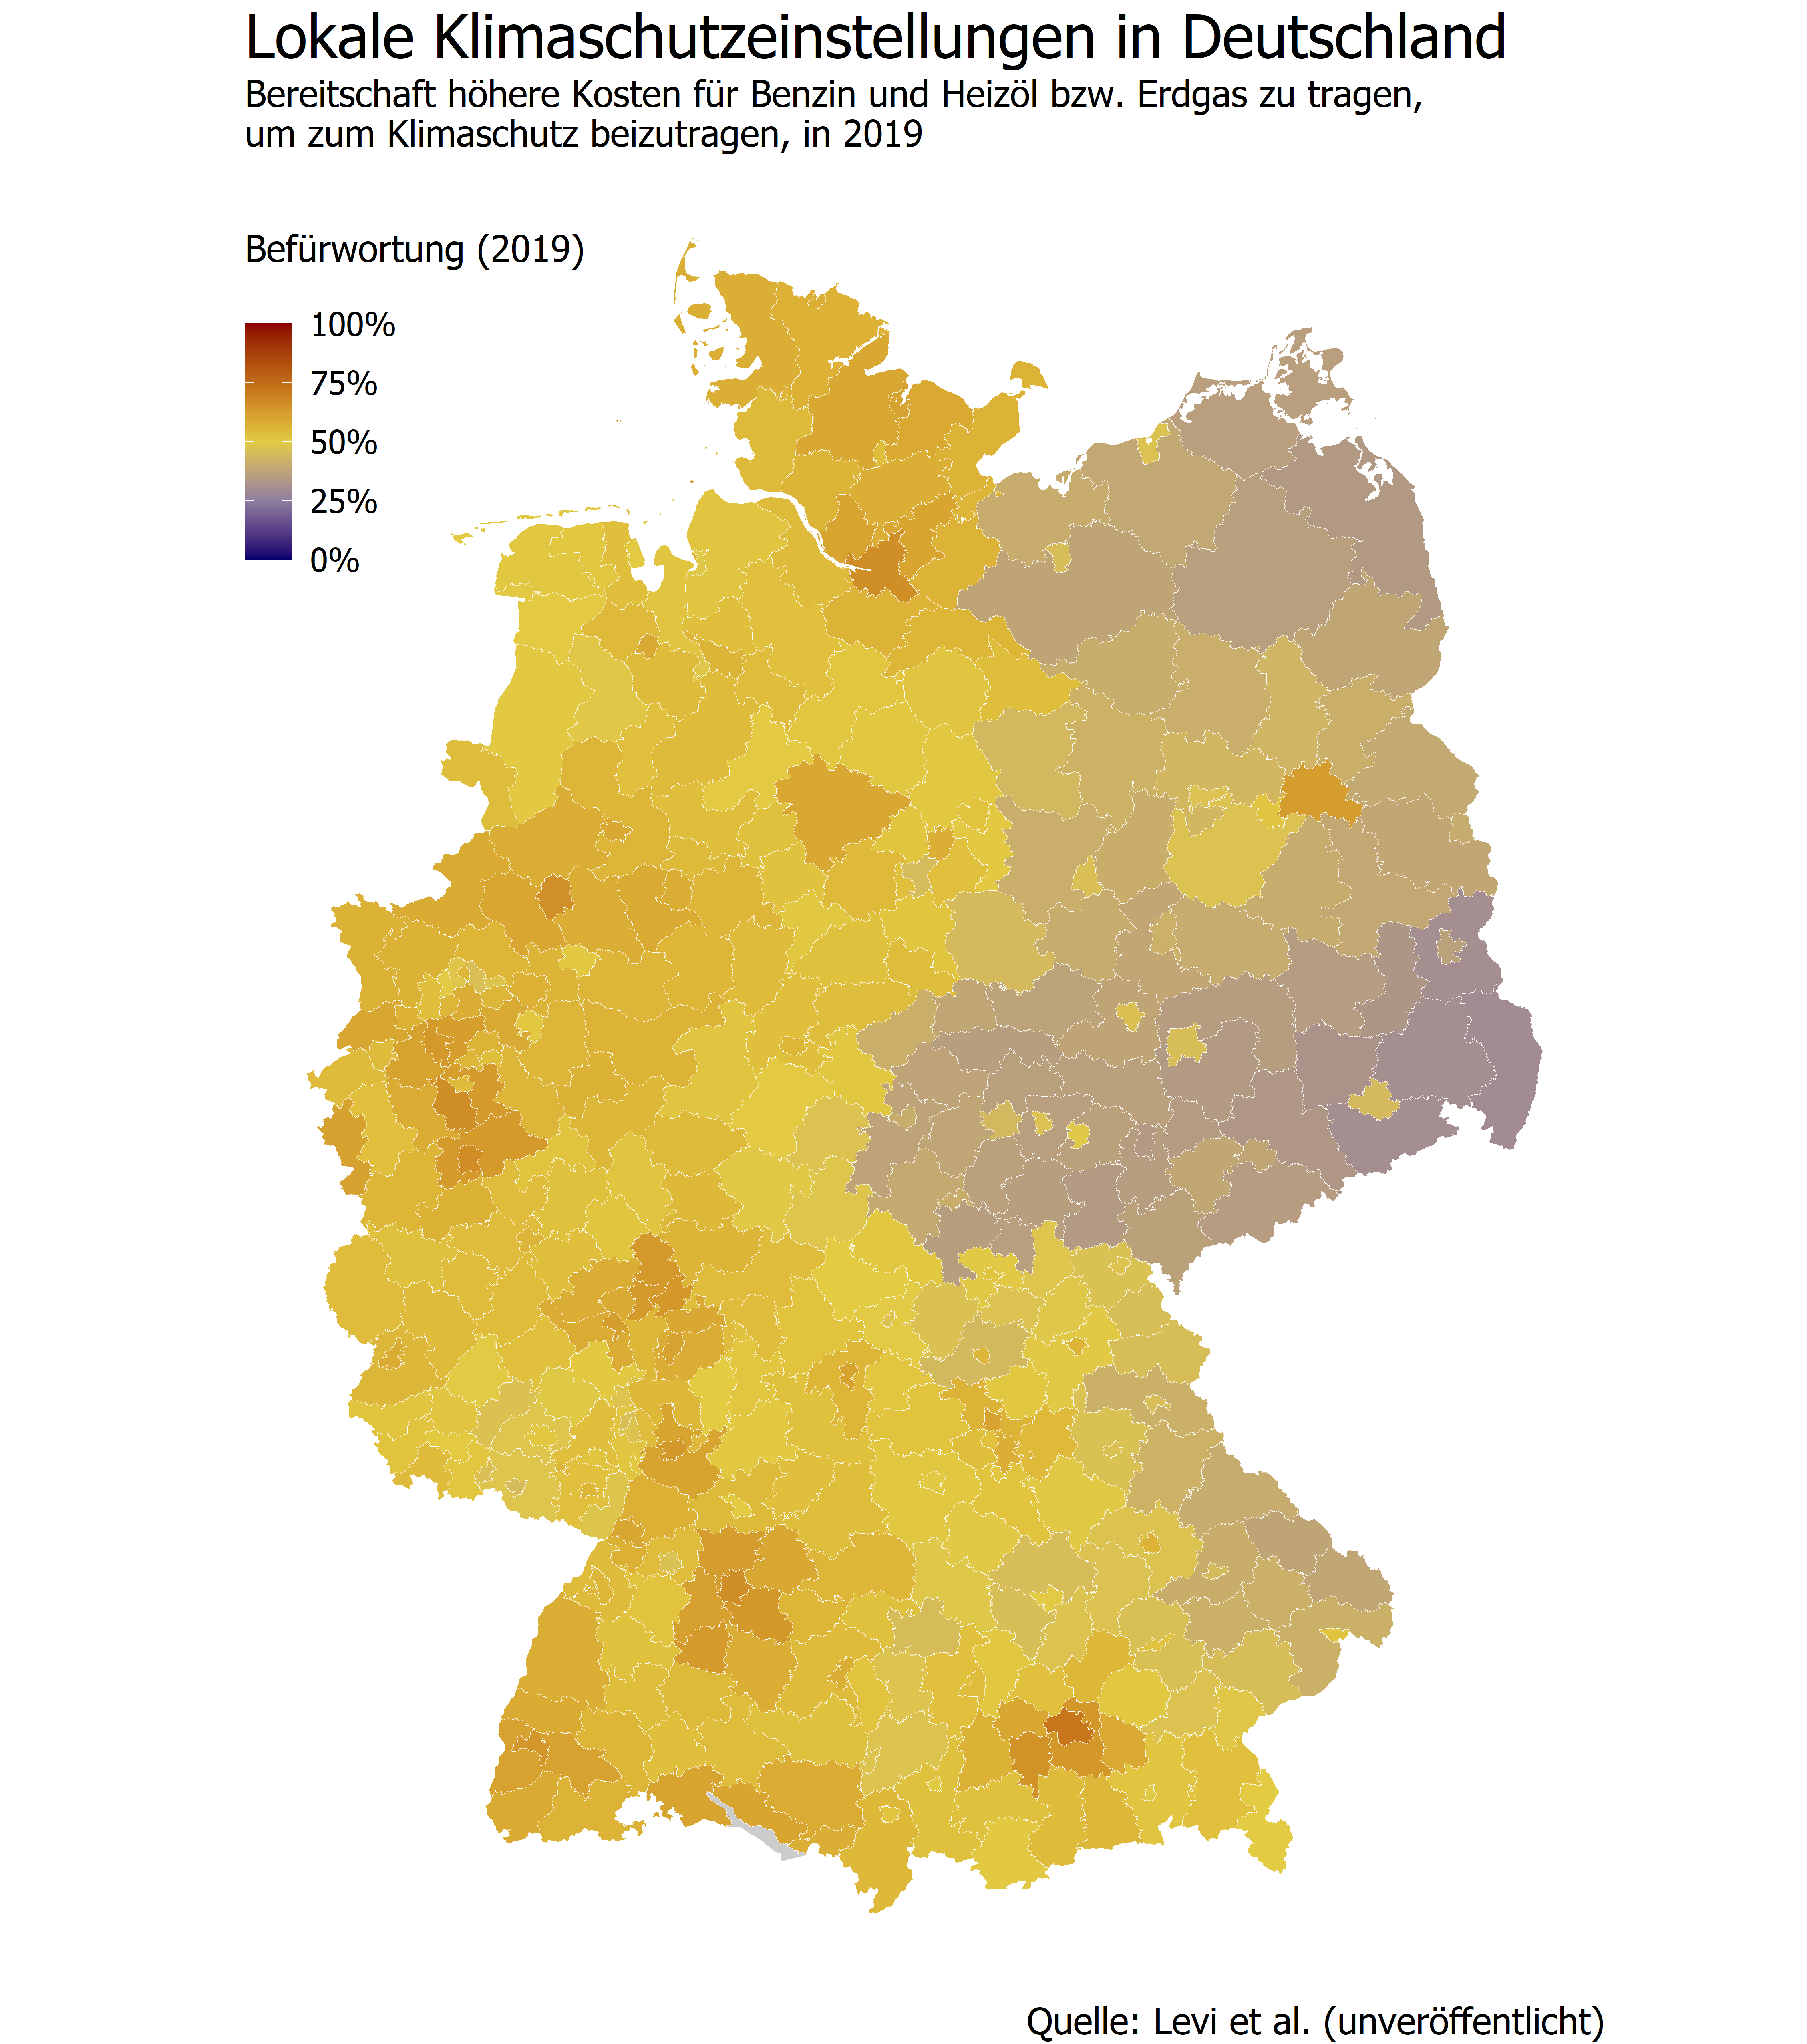 Lokale Klimaschutzeinstellungen in Deutschland
Bereitschaft höhere Kosten für Benzin und Heizöl bzw. Erdgas zu tragen,
um zum Klimaschutz beizutragen, in 2019
Befürwortung (2019)
100%
75%
50%
25%
0%
Quelle: Levi et al. (unveröffentlicht)